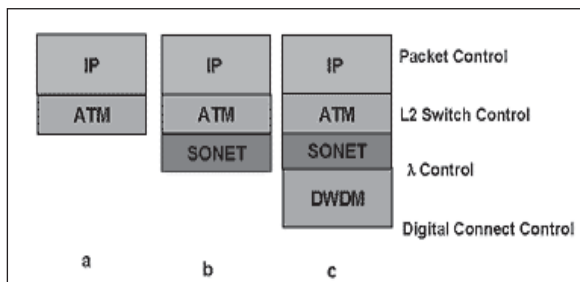 IP IP IP Packet Control
ATM ATM ATM L2 Switch Control
SONET SONET
λ Control
DWDM
Digital Connect Control
a b c